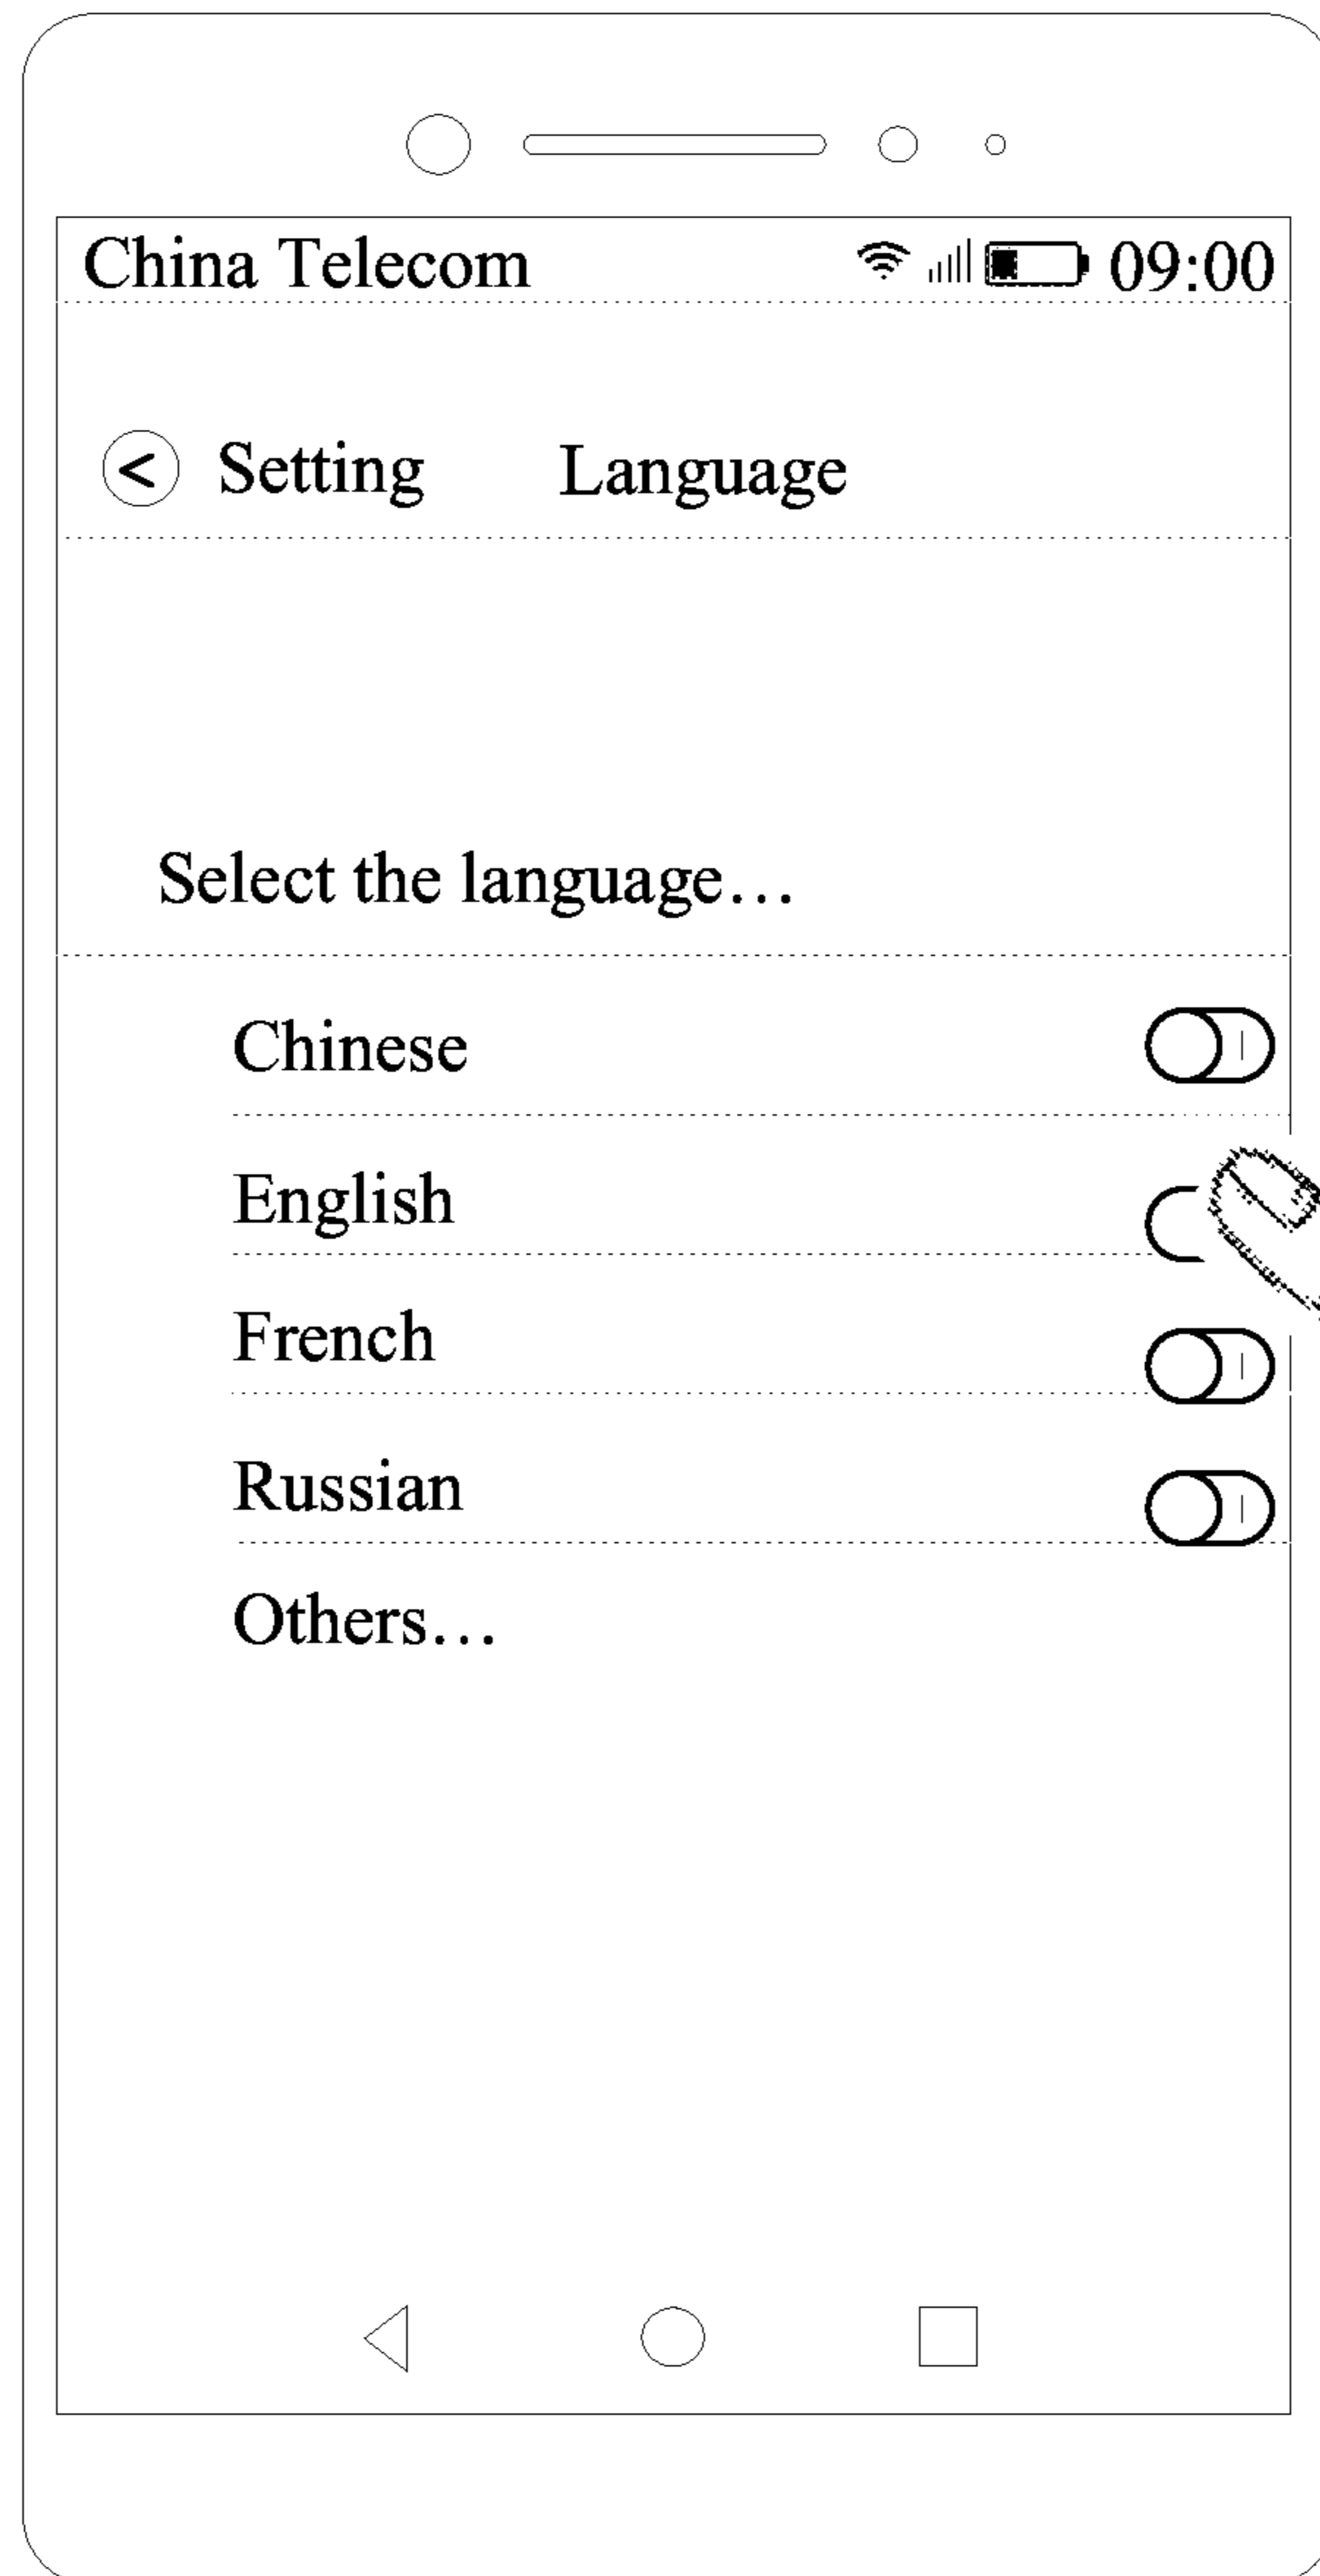 China Telecom 09:00
< Setting Language
Select the language…
Chinese
English
French
Russian
Others…